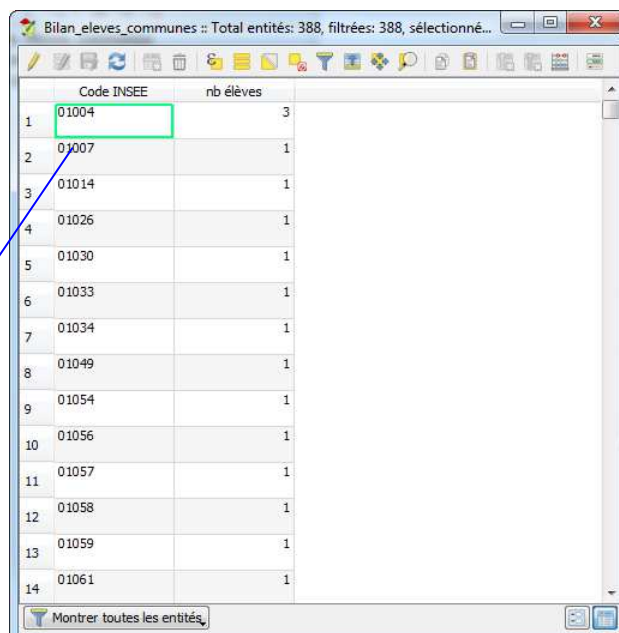 Bilan_eleves_communes :: Total entités: 388, filtrées: 388, sélectionné...
Code INSEE nb élèves
1 01004 3
2 01007 1
3 01014 1
4 01026 1
5 01030 1
6 01033 1
7 01034 1
8 01049 1
9 01054 1
10 01056 1
11 01057 1
12 01058 1
13 01059 1
14 01061 1
Montrer toutes les entités